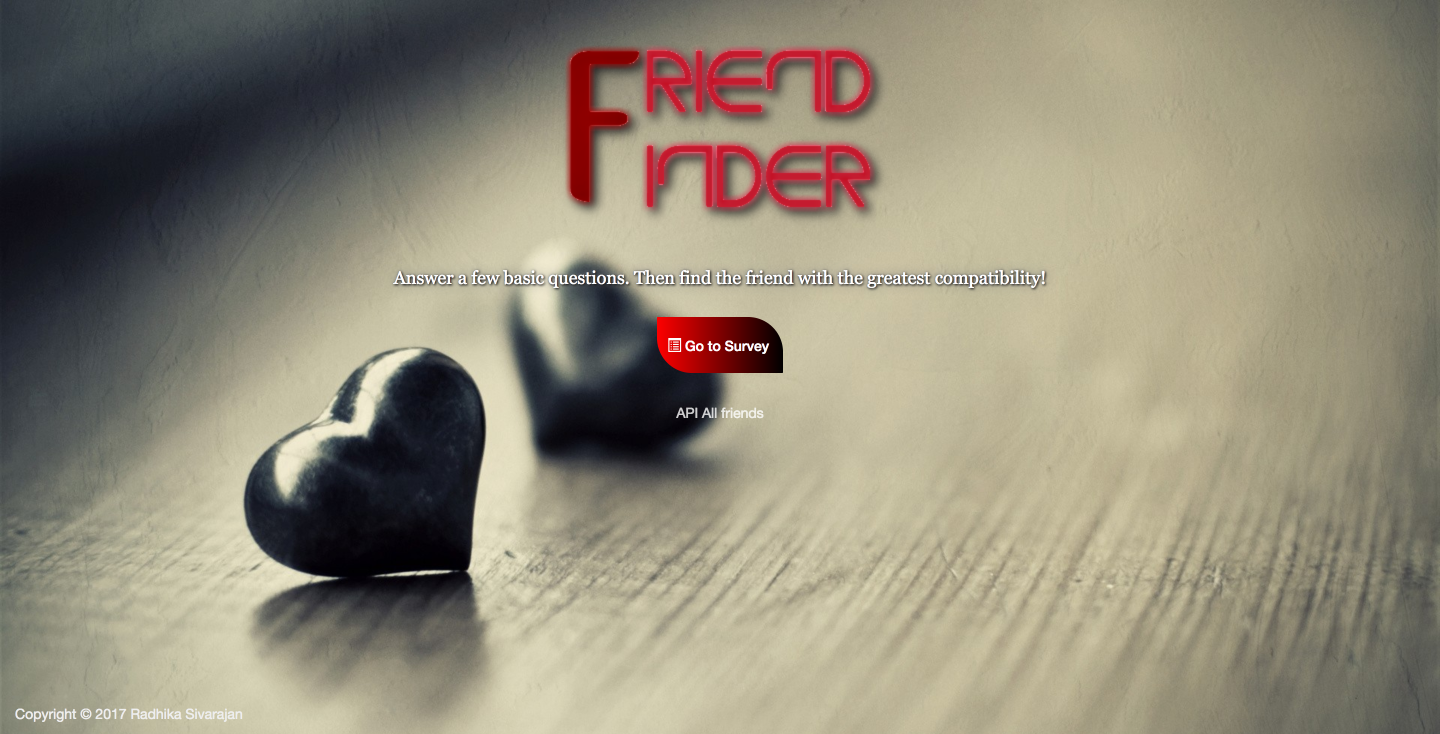 FRIEND
FINDER
Answer a few basic questions. Then find the friend with the greatest compatibility!
Go to Survey
API All friends
Copyright © 2017 Radhika Sivarajan